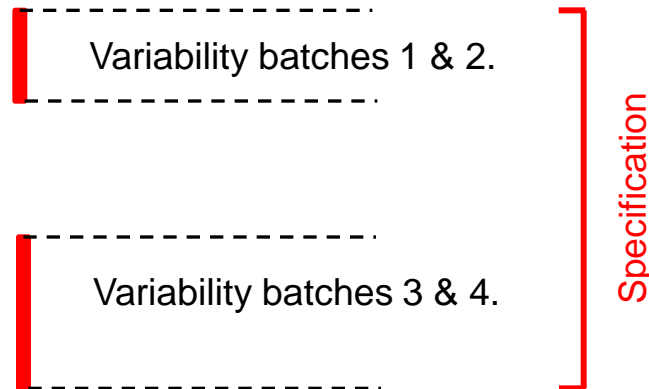 Variability batches 1 & 2.
Specification
Variability batches 3 & 4.